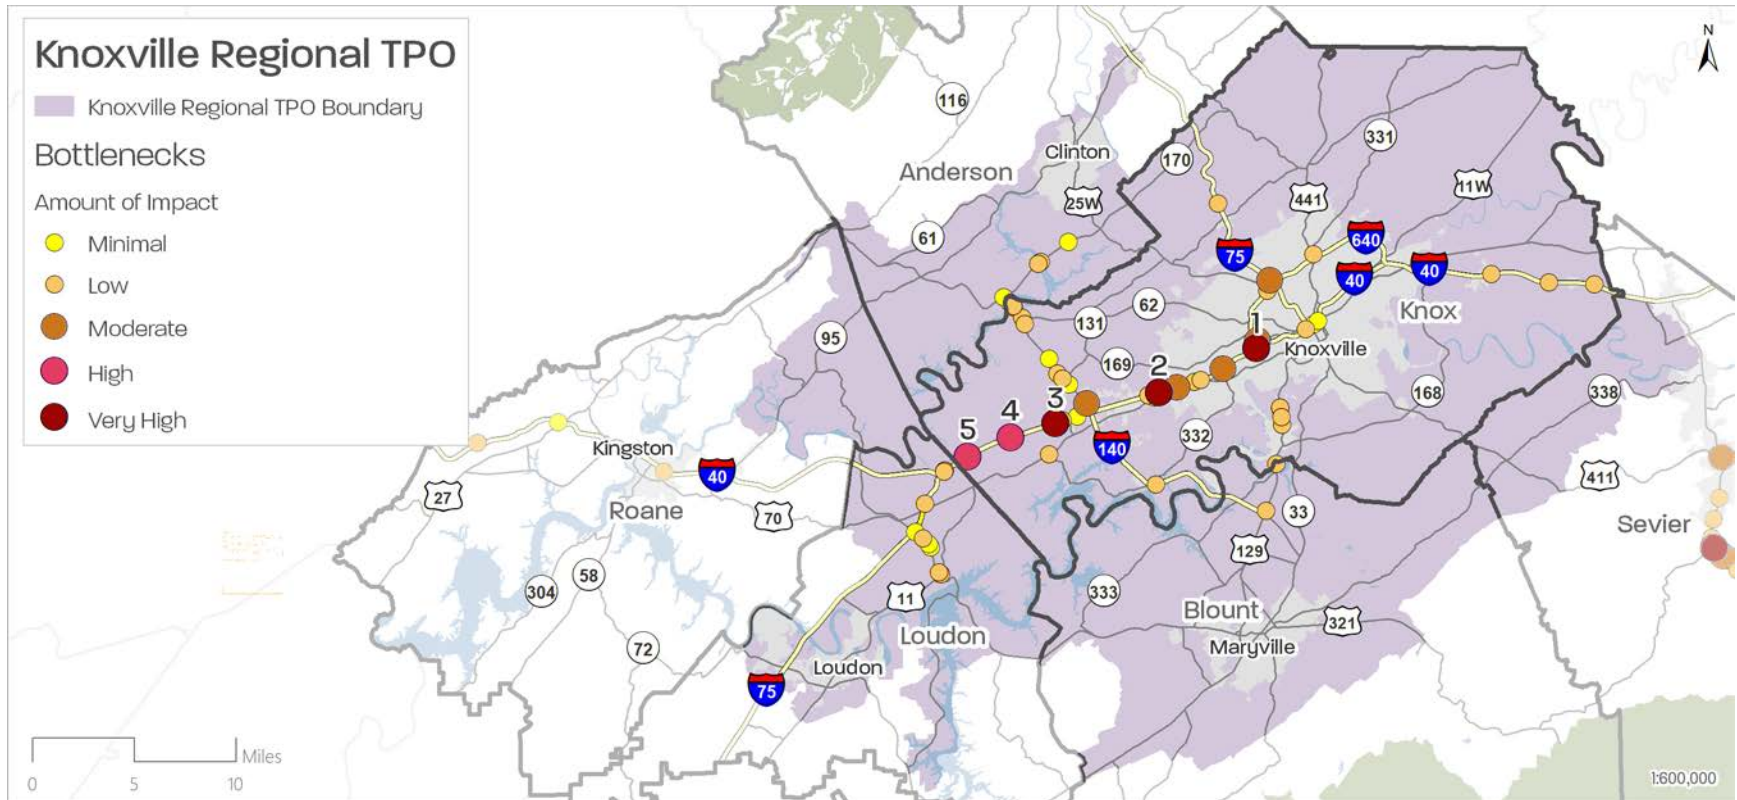 Knoxville Regional TPO
Knoxville Regional TPO Boundary
Bottlenecks
Amount of Impact
Minimal
Low
Moderate
High
Very High
N
116
331
Clinton
170
Anderson
11W
25W
441
61
640
75
40
40
62
Knox
131
1
95
Knoxville
169
2
168
338
3
4
332
5
140
Kingston
40
411
27
Roane
70
33
Sevier
129
58
304
11
333
Blount
321
Loudon
72
Maryville
Loudon
75
Miles
0
5
10
1:600,000